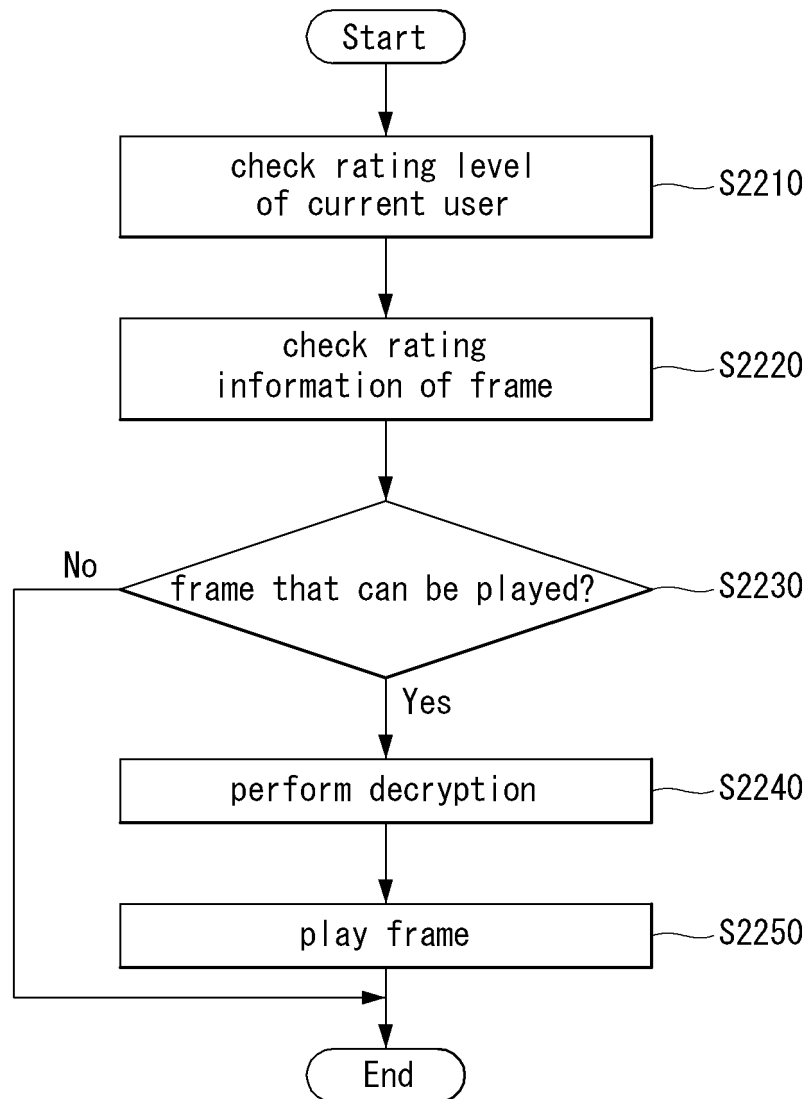 Start
check rating level
of current user
S2210
check rating
information of frame
S2220
No
frame that can be played?
S2230
Yes
perform decryption
S2240
play frame
S2250
End